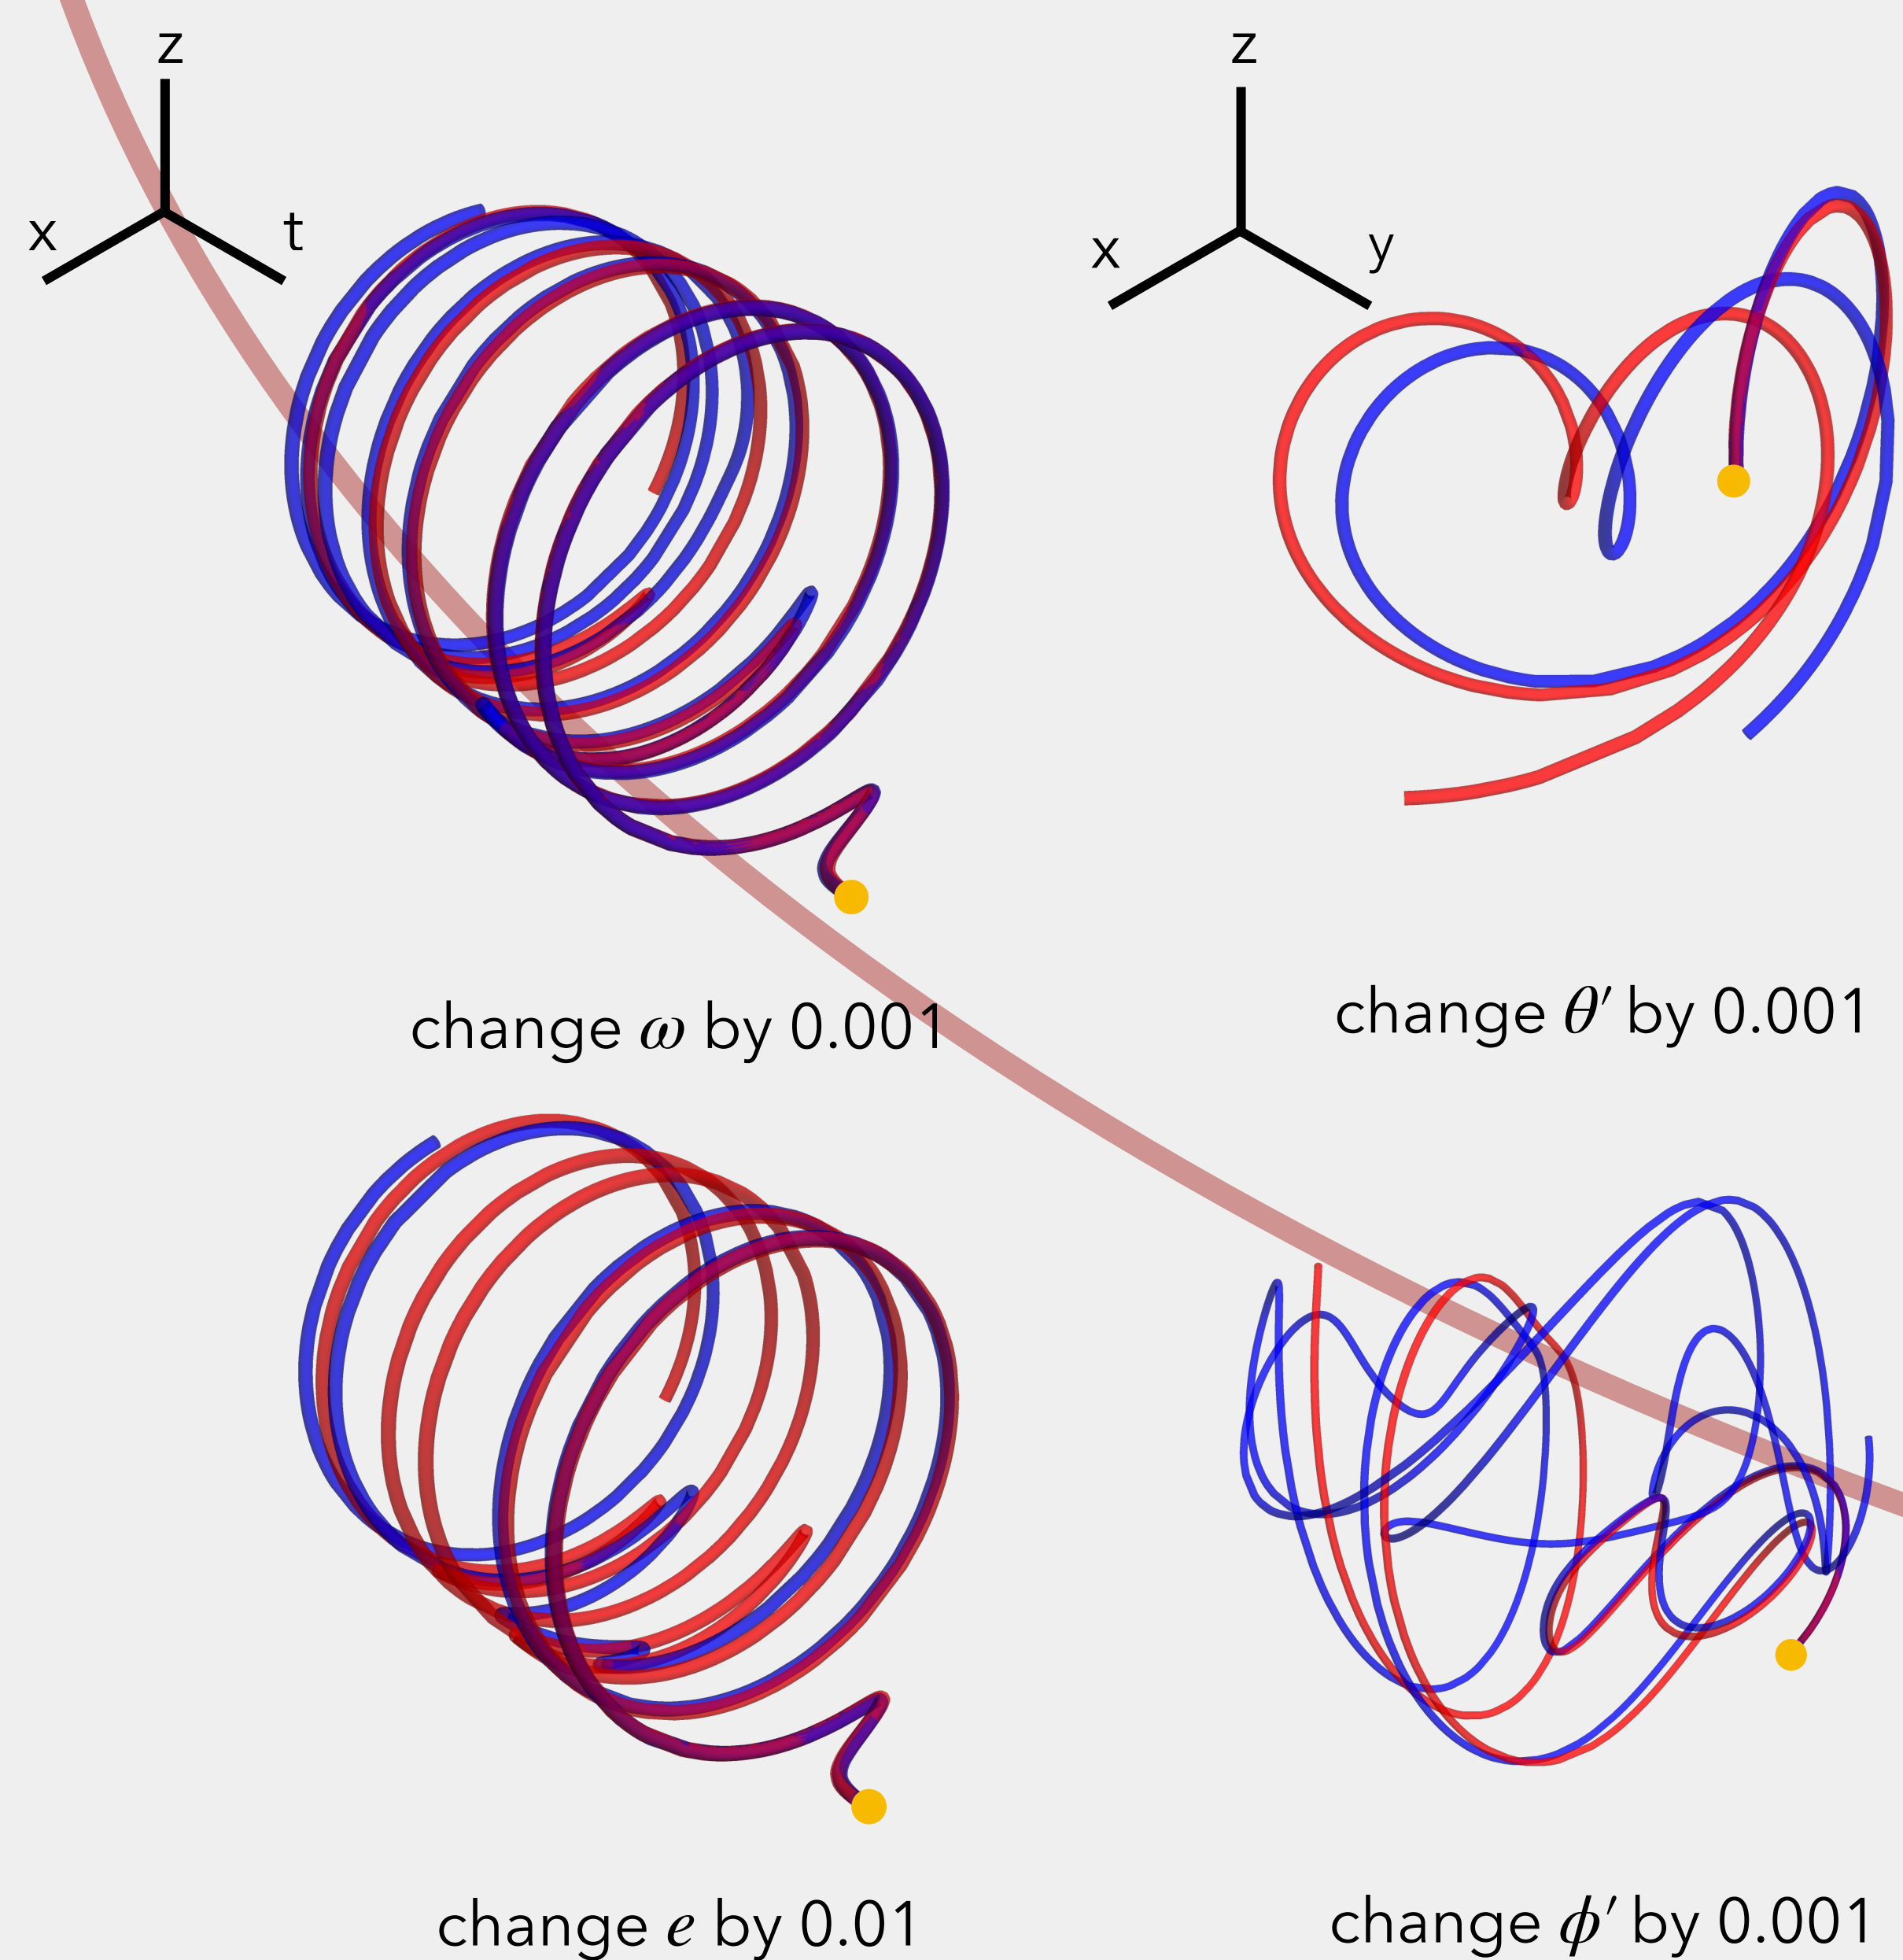 z
x
t
z
x
y
change ω by 0.001
change θ′ by 0.001
change e by 0.01
change ϕ′ by 0.001